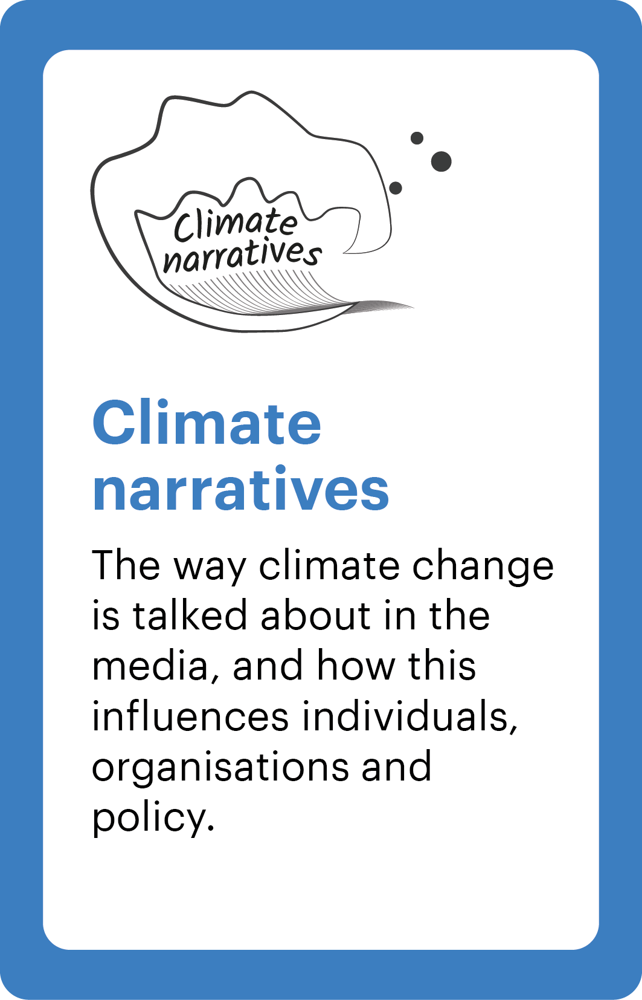 Climate
narratives
Climate
narratives
The way climate change
is talked about in the
media, and how this
influences individuals,
organisations and
policy.